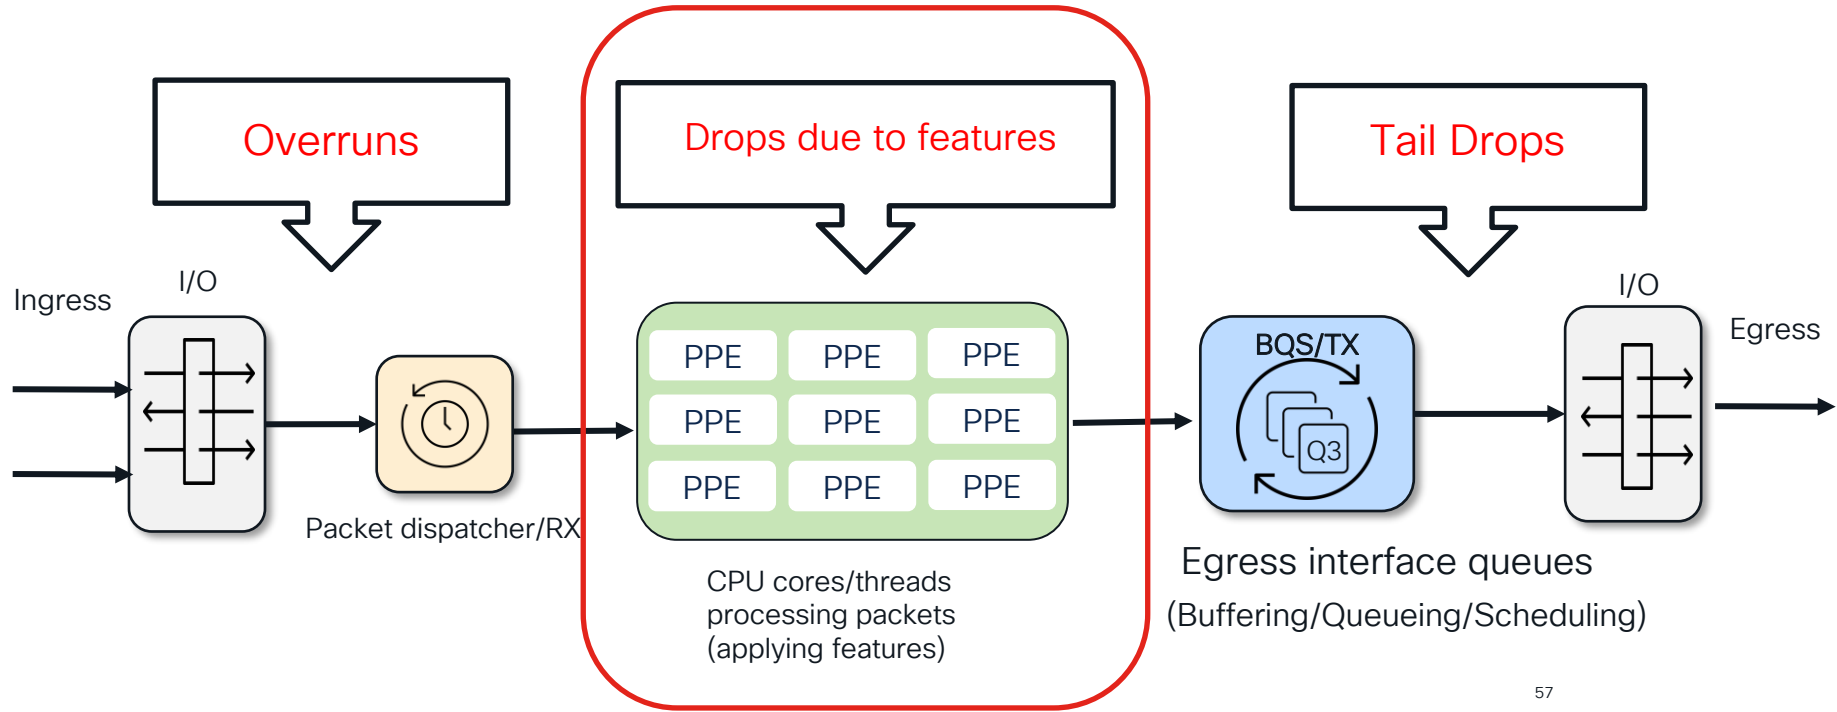 Overruns
Drops due to features
Tail Drops
Ingress
I/O
I/O
Egress
PPE PPE PPE
PPE PPE PPE
PPE PPE PPE
BQS/TX
Q3
Packet dispatcher/RX
CPU cores/threads
processing packets
(applying features)
Egress interface queues
(Buffering/Queueing/Scheduling)
57